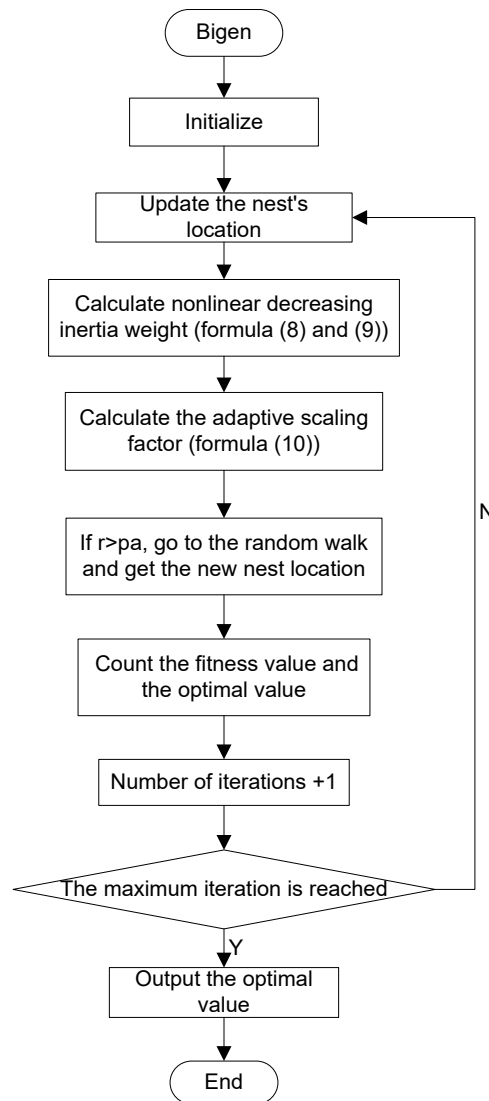 Bigen
Initialize
Update the nest's
location
Calculate nonlinear decreasing
inertia weight (formula (8) and (9))
Calculate the adaptive scaling
factor (formula (10))
If r>pa, go to the random walk
and get the new nest location
N
Count the fitness value and
the optimal value
Number of iterations +1
The maximum iteration is reached
Y
Output the optimal
value
End